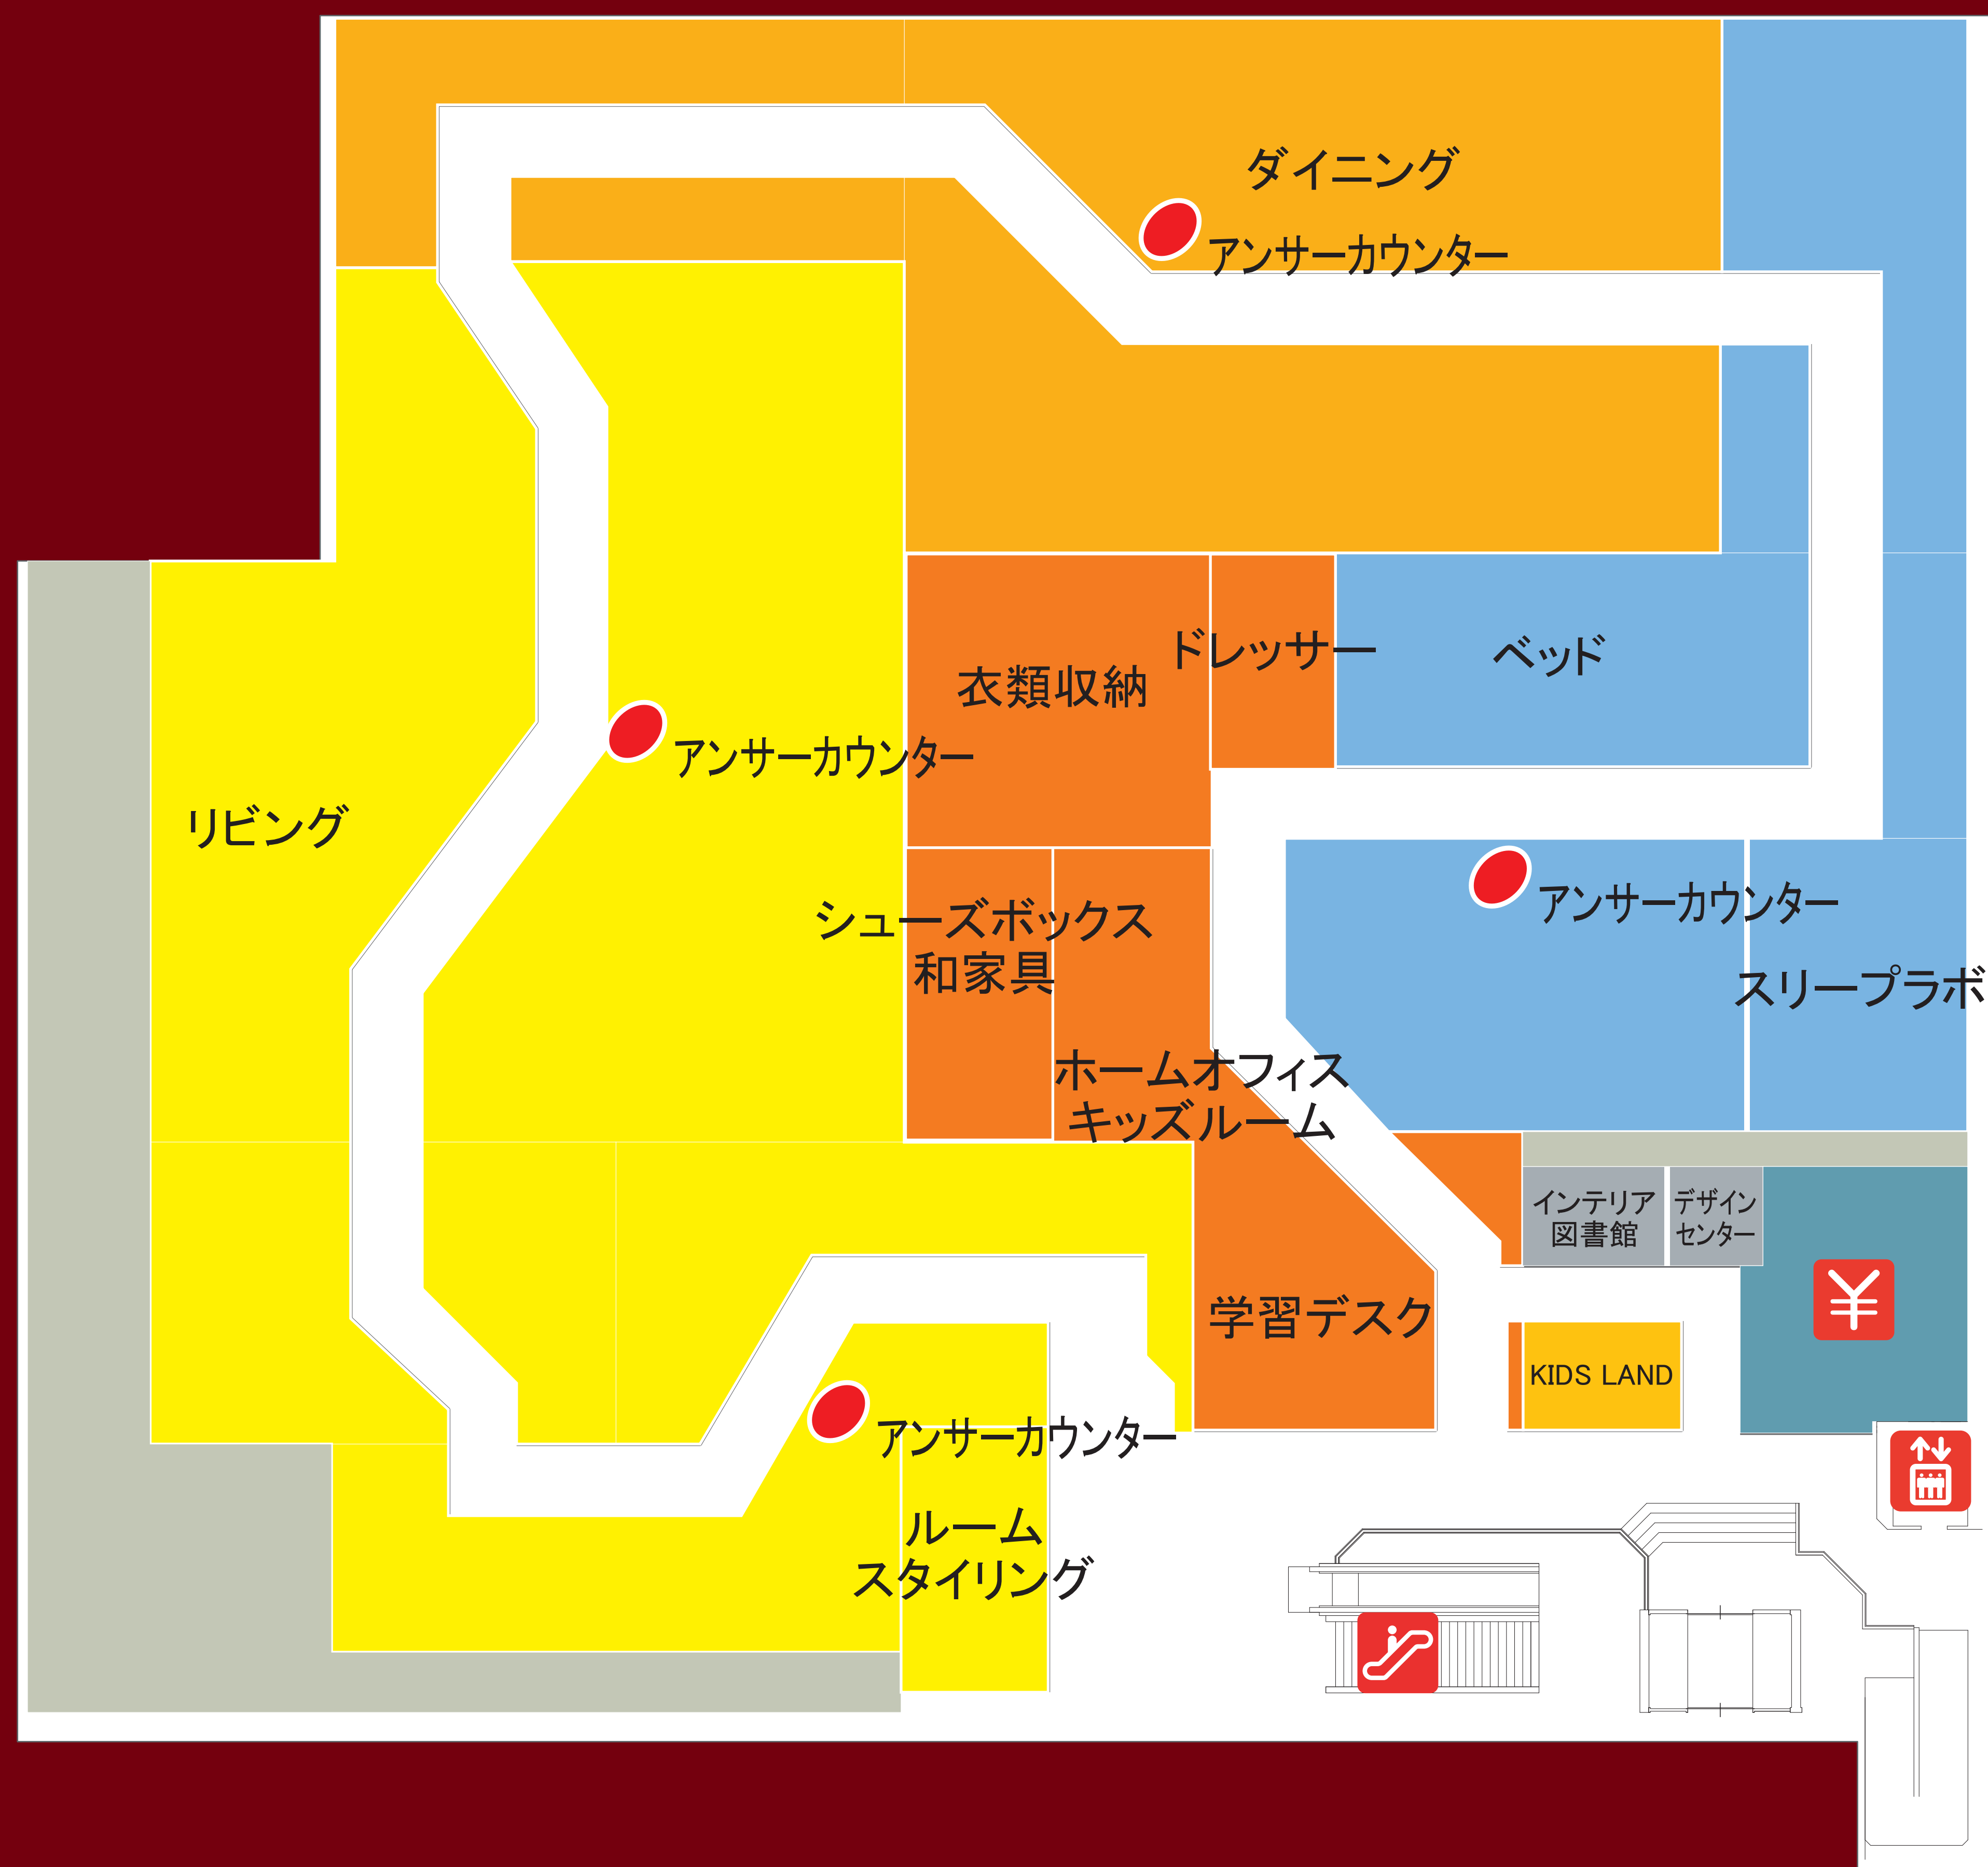 ダイニング
アンサーカウンター
ドレッサー
ベッド
衣類収納
アンサーカウンター
リビング
アンサーカウンター
シューズボックス
和家具
スリープラボ
ホームオフィス
キッズルーム
インテリア
図書館
デザイン
センター
学習デスク
¥
KIDS LAND
アンサーカウンター
ルーム
スタイリング